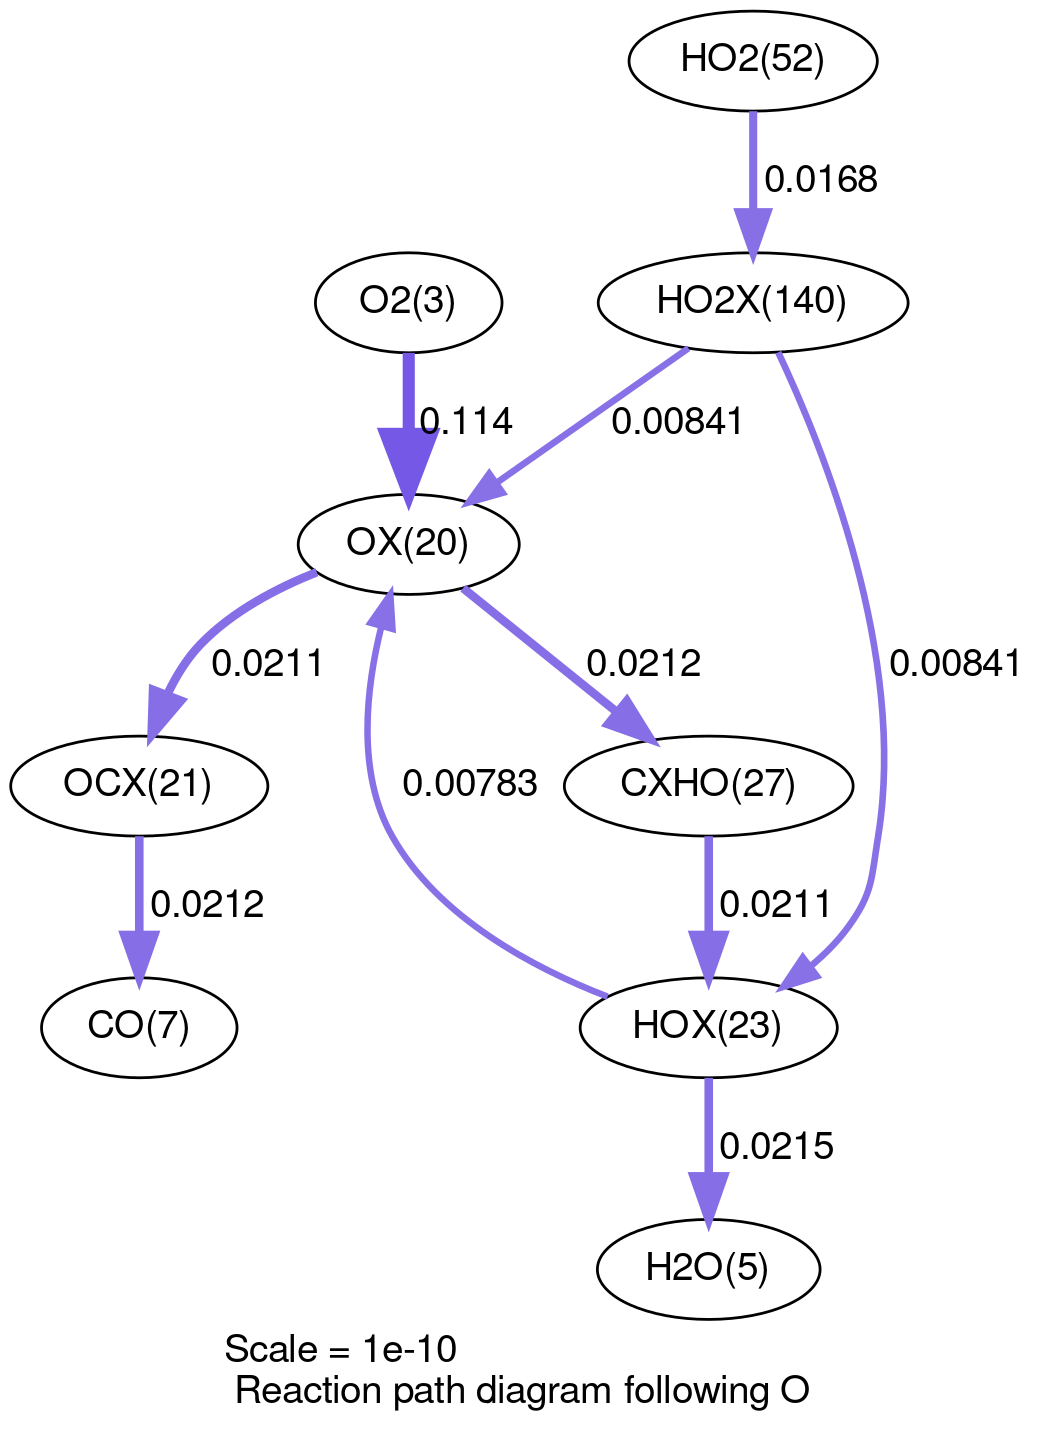 HO2(52)
0.0168
O2(3)
HO2X(140)
0.114
0.00841
OX(20)
0.0211
0.0212
0.00841
OCX(21)
0.00783
CXHO(27)
0.0212
0.0211
CO(7)
HOX(23)
0.0215
H2O(5)
Scale = 1e-10
Reaction path diagram following O